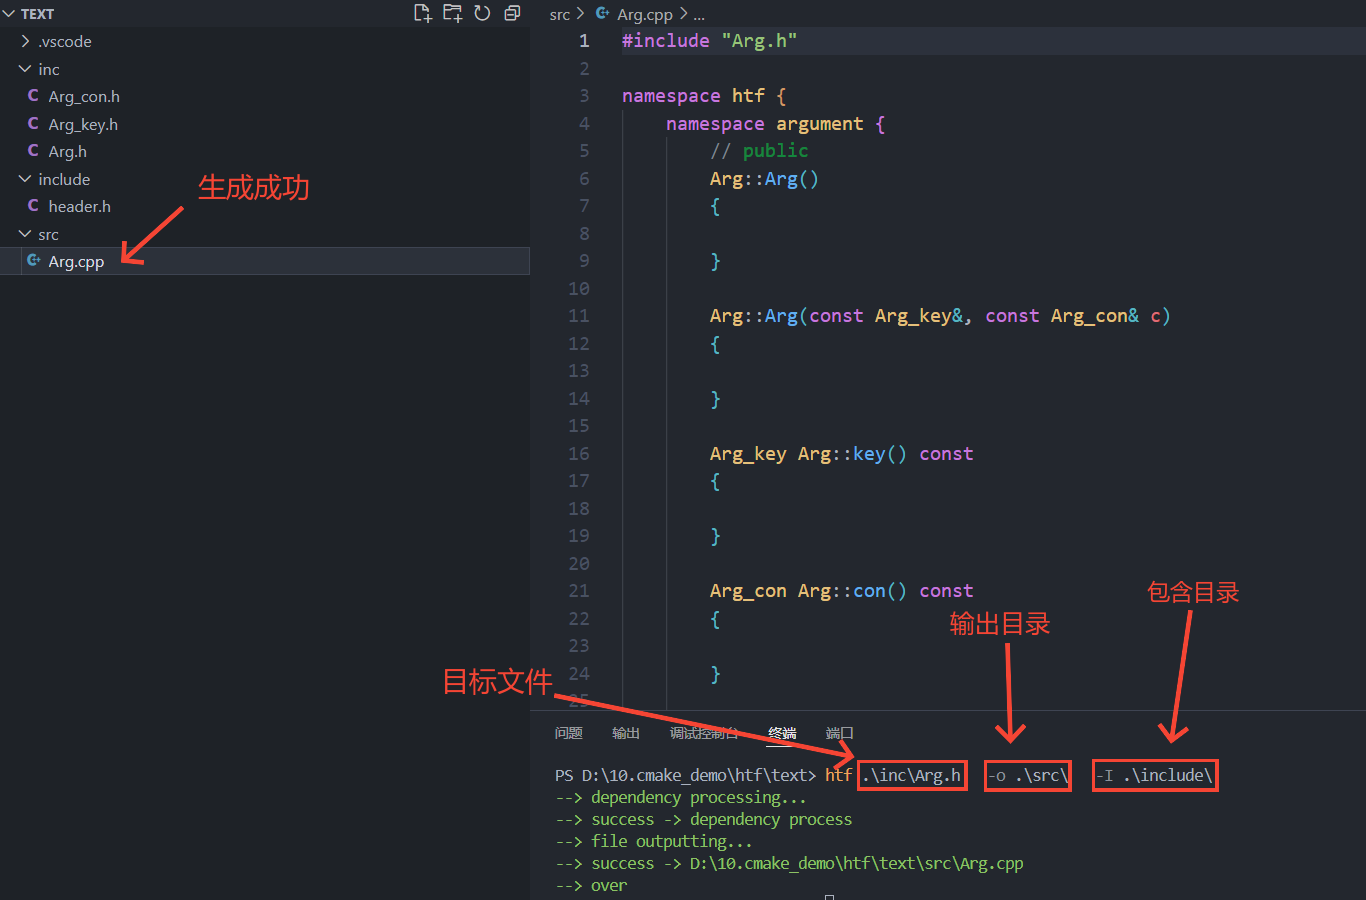 TEXT
.vscode
inc
Arg_con.h
Arg_key.h
Arg.h
include
header.h
src
Arg.cpp
生成成功
src > Arg.cpp > ...
1 #include "Arg.h"
2
3 namespace htf {
4 namespace argument {
5 // public
6 Arg::Arg()
7 {
8
9 }
10
11 Arg::Arg(const Arg_key&, const Arg_con& c)
12 {
13
14 }
15
16 Arg_key Arg::key() const
17 {
18
19 }
20
21 Arg_con Arg::con() const
22 {
23
24 }
25
包含目录
输出目录
目标文件
问题 输出 调试控制台 终端 端口
PS D:\10.cmake_demo\htf\text> htf .\inc\Arg.h -o .\src\ -I .\include\
--> dependency processing...
--> success -> dependency process
--> file outputting...
--> success -> D:\10.cmake_demo\htf\text\src\Arg.cpp
--> over